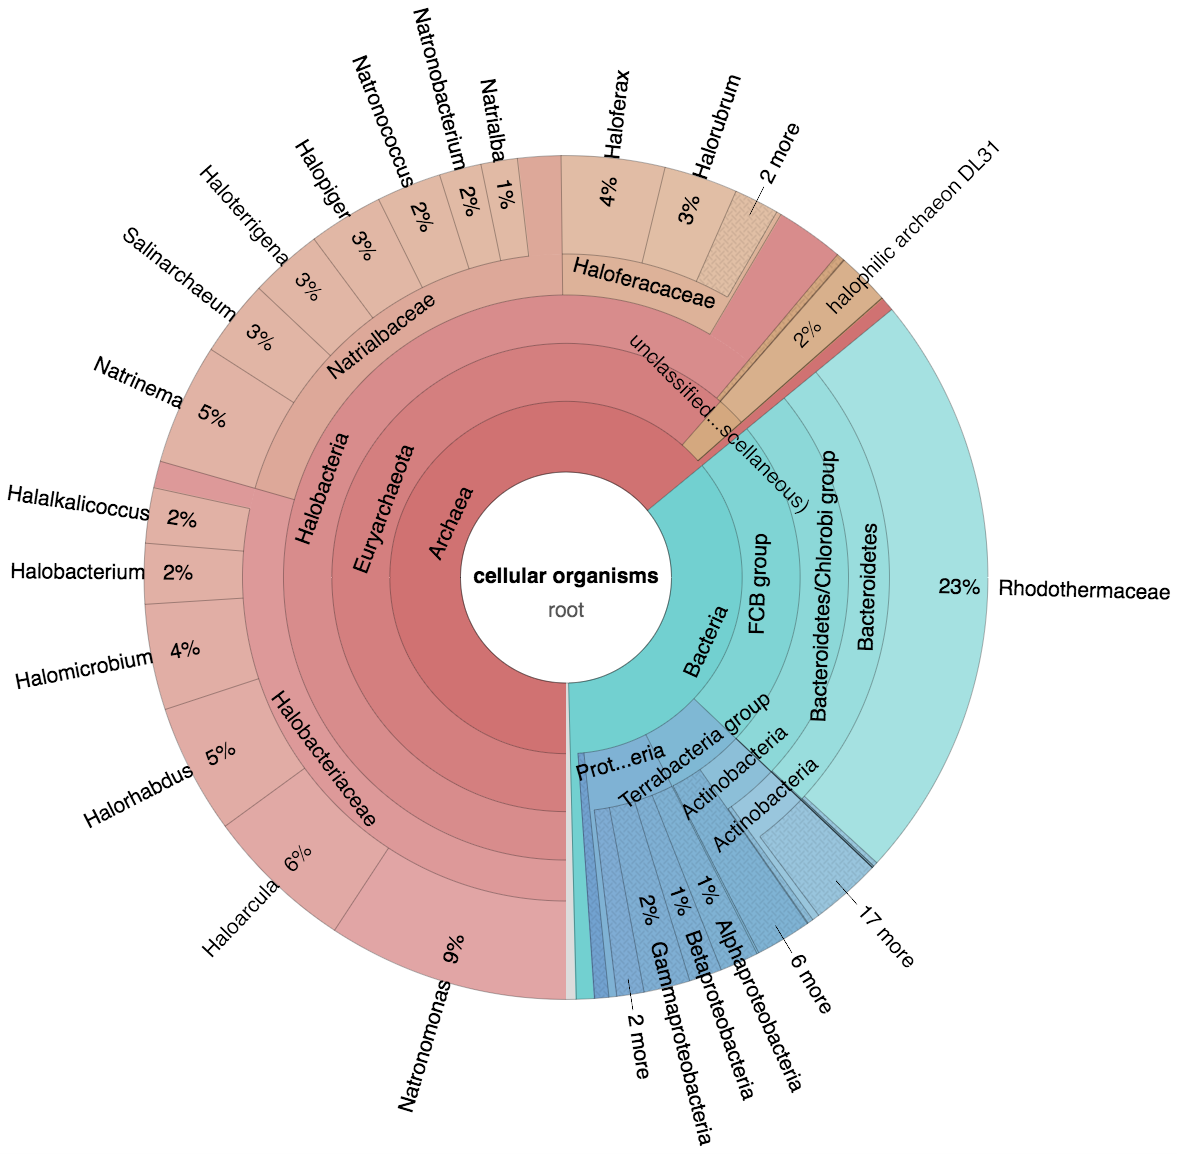 cellular organisms
root
Archaea
Euryarchaeota
Halobacteria
Natrialbaceae
Natrinema
5%
Salinarchaeum
3%
Haloterrigena
3%
Halopiger
3%
Natronococcus
2%
Natronobacterium
2%
Natrialba
1%
Haloferacaceae
Haloferax
4%
Halorubrum
3%
2 more
unclassified...scellaneous)
halophilic archaeon DL31
2%
Halobacteriaceae
Halalkalicoccus
2%
Halobacterium
2%
Halomicrobium
4%
Halorhabdus
5%
Haloarcula
6%
Natronomonas
9%
Bacteria
FCB group
Bacteroidetes/Chlorobi group
Bacteroidetes
23%
Rhodothermaceae
Terrabacteria group
Actinobacteria
Actinobacteria
17 more
6 more
Prot...eria
Alphaproteobacteria
1%
Betaproteobacteria
1%
Gammaproteobacteria
2%
2 more